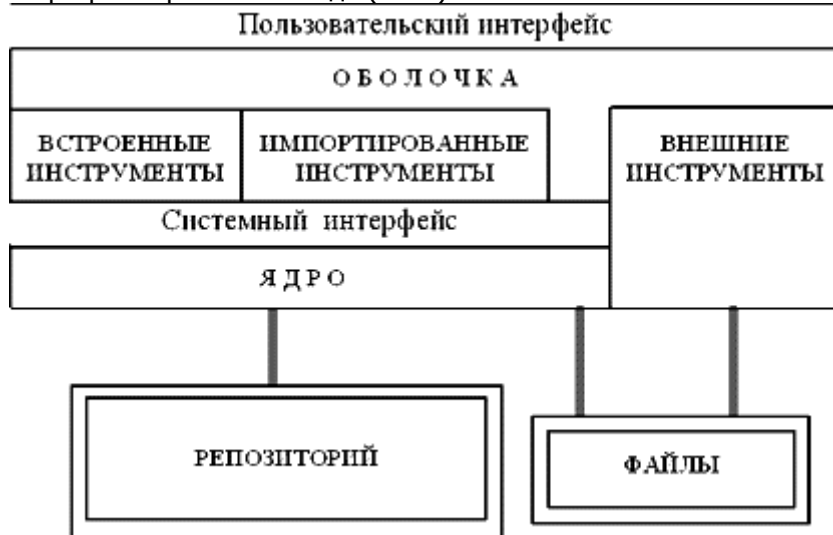 Пользовательский интерфейс
ОБОЛОЧКА
ВСТРОЕННЫЕ
ИНСТРУМЕНТЫ
ИМПОРТИРОВАННЫЕ
ИНСТРУМЕНТЫ
ВНЕШНИЕ
ИНСТРУМЕНТЫ
Системный интерфейс
ЯДРО
РЕПОЗИТОРИЙ
ФАЙЛЫ